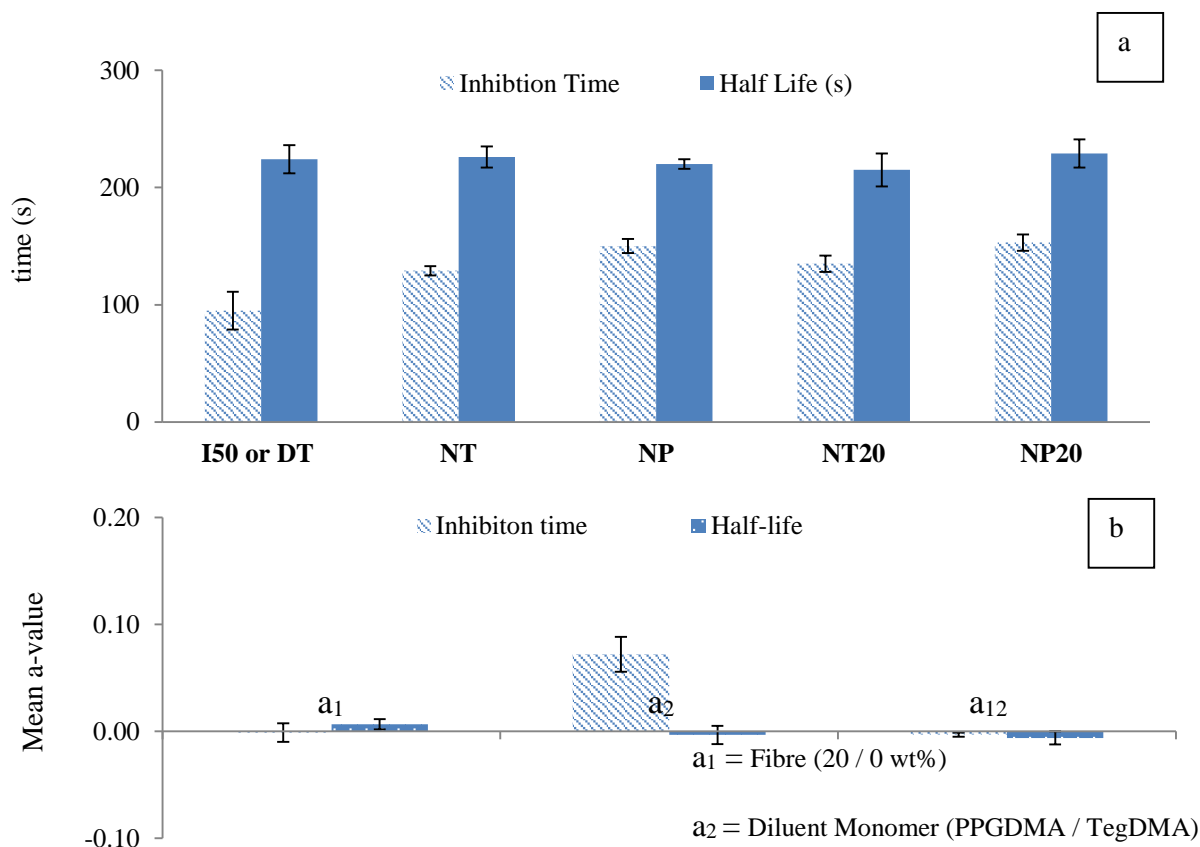 a
300
Inhibtion Time
Half Life (s)
200
time (s)
100
0
I50 or DT
NT
NP
NT20
NP20
0.20
Inhibiton time
Half-life
b
Mean a-value
0.10
a₁
a₂
a₁₂
0.00
a₁ = Fibre (20 / 0 wt%)
-0.10
a₂ = Diluent Monomer (PPGDMA / TegDMA)